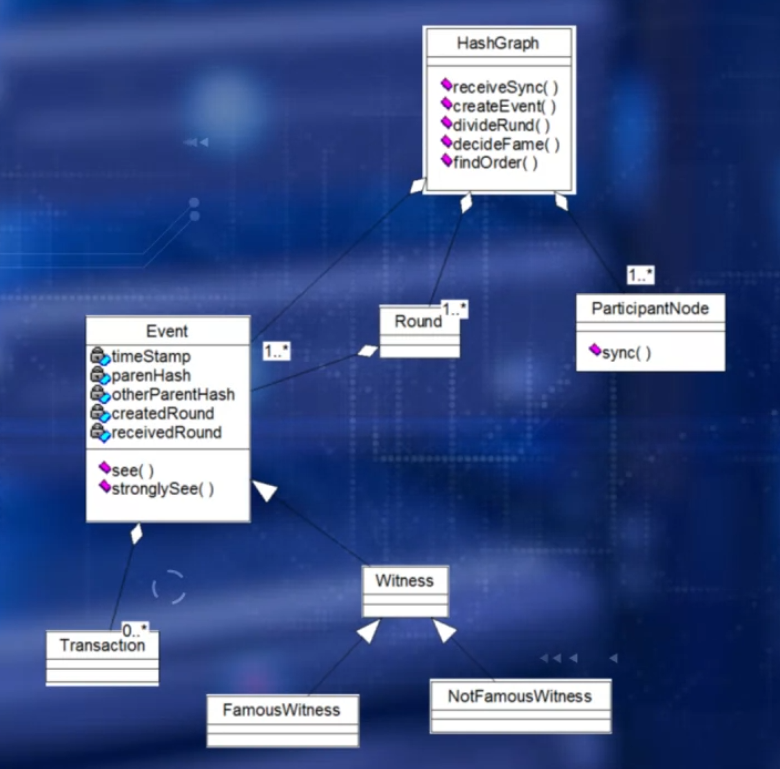 HashGraph
receiveSync( )
createEvent( )
divideRund( )
decideFame( )
findOrder( )
1..*
ParticipantNode
sync( )
1..*
Round
1..*
Event
timeStamp
parenHash
otherParentHash
createdRound
receivedRound
see( )
stronglySee( )
Witness
0..*
Transaction
FamousWitness
NotFamousWitness